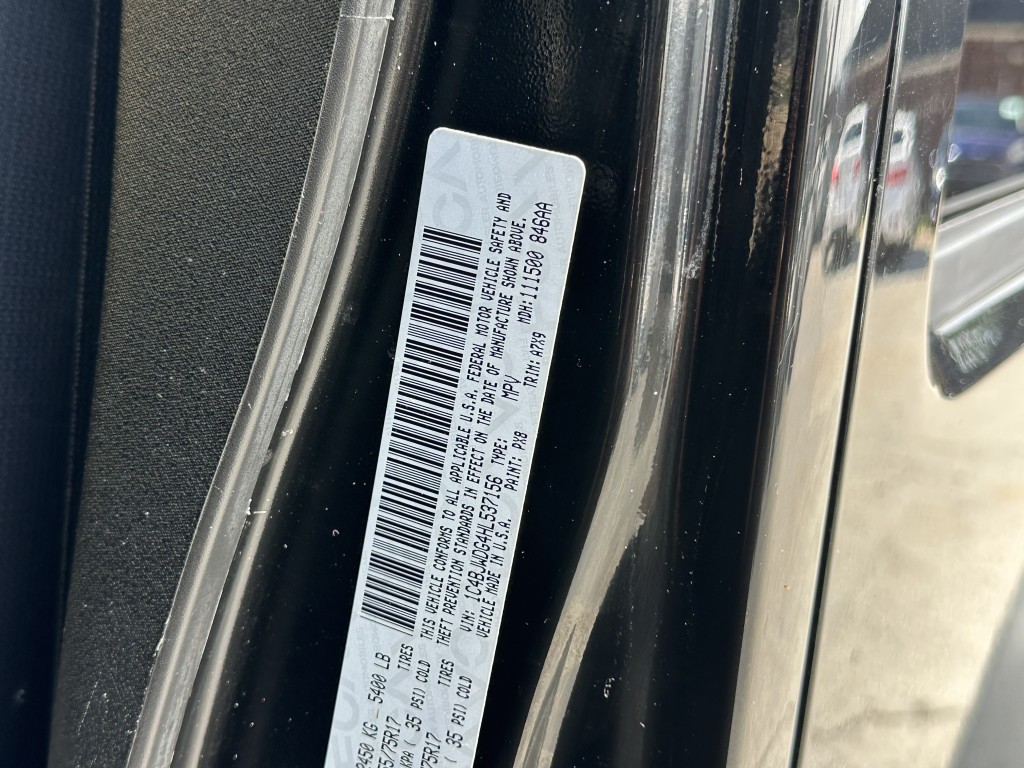 2450 KG - 5400 LB
/75R17 TIRES
KPA ( 35 PSI) COLD
75R17 TIRES
( 35 PSI) COLD
THIS VEHICLE CONFORMS TO ALL APPLICABLE U.S.A. FEDERAL MOTOR VEHICLE SAFETY AND
THEFT PREVENTION STANDARDS IN EFFECT ON THE DATE OF MANUFACTURE SHOWN ABOVE.
VIN: 1C4BJWDG4HL537156 TYPE: MPV MDH:111500 846AA
VEHICLE MADE IN U.S.A. PAINT: PX8 TRIM:A7X9